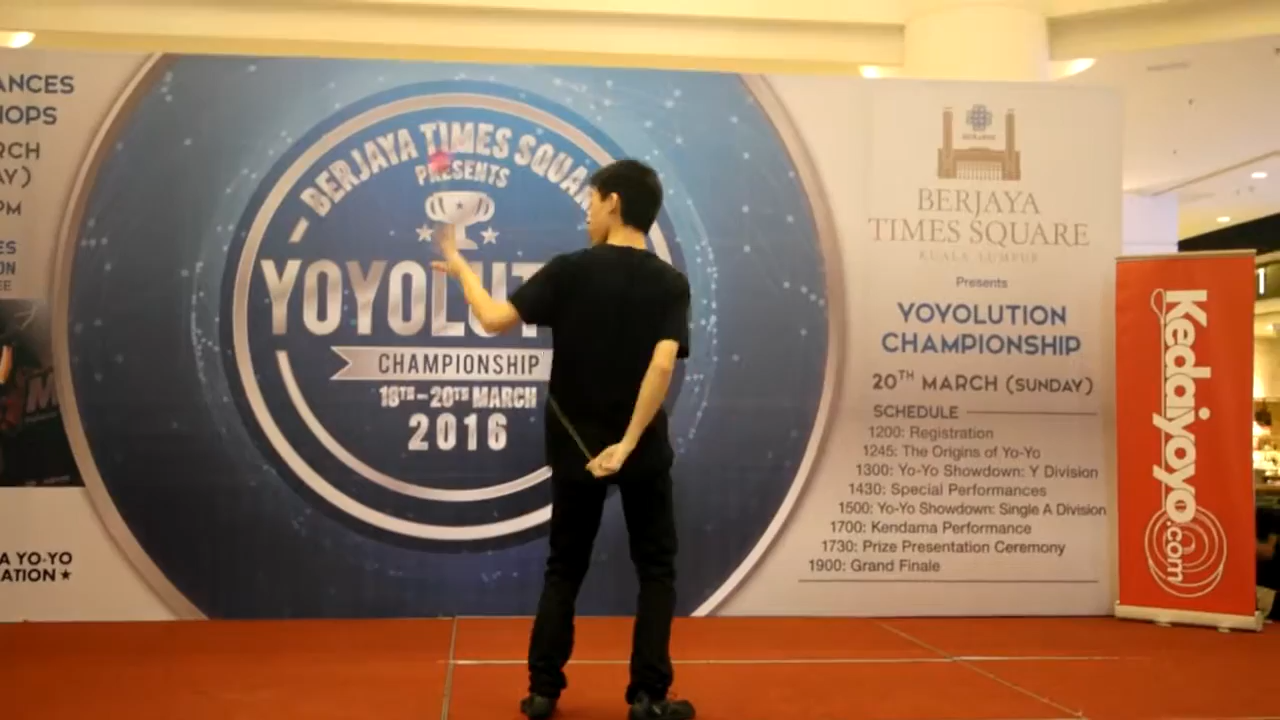 ANCES
HOPS
RCH
AY)
PM
ES
ON
EE
A YO-YO
ATION★
BERJAYA TIMES SQUA
PRESENTS
YOYOLUT
CHAMPIONSHIP
18TH-20TH MARCH
2016
BERJAYA
BERJAYA
TIMES SQUARE
KUALA LUMPUR
Presents
YOYOLUTION
CHAMPIONSHIP
20TH MARCH (SUNDAY)
SCHEDULE
1200: Registration
1245: The Origins of Yo-Yo
1300: Yo-Yo Showdown: Y Division
1430: Special Performances
1500: Yo-Yo Showdown: Single A Division
1700: Kendama Performance
1730: Prize Presentation Ceremony
1900: Grand Finale
Kedaiyoyo
.com